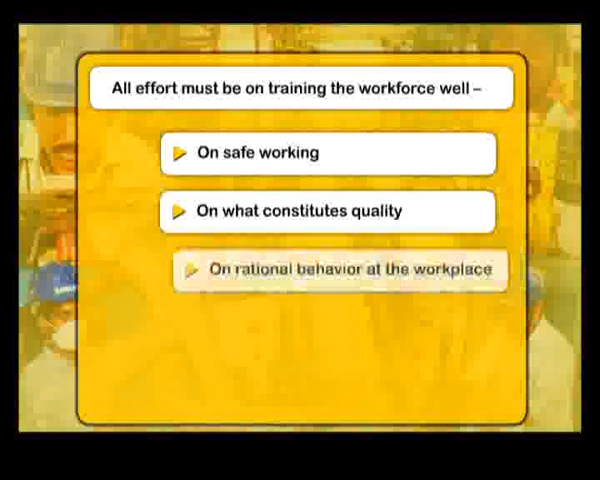 All effort must be on training the workforce well –
On safe working
On what constitutes quality
On rational behavior at the workplace